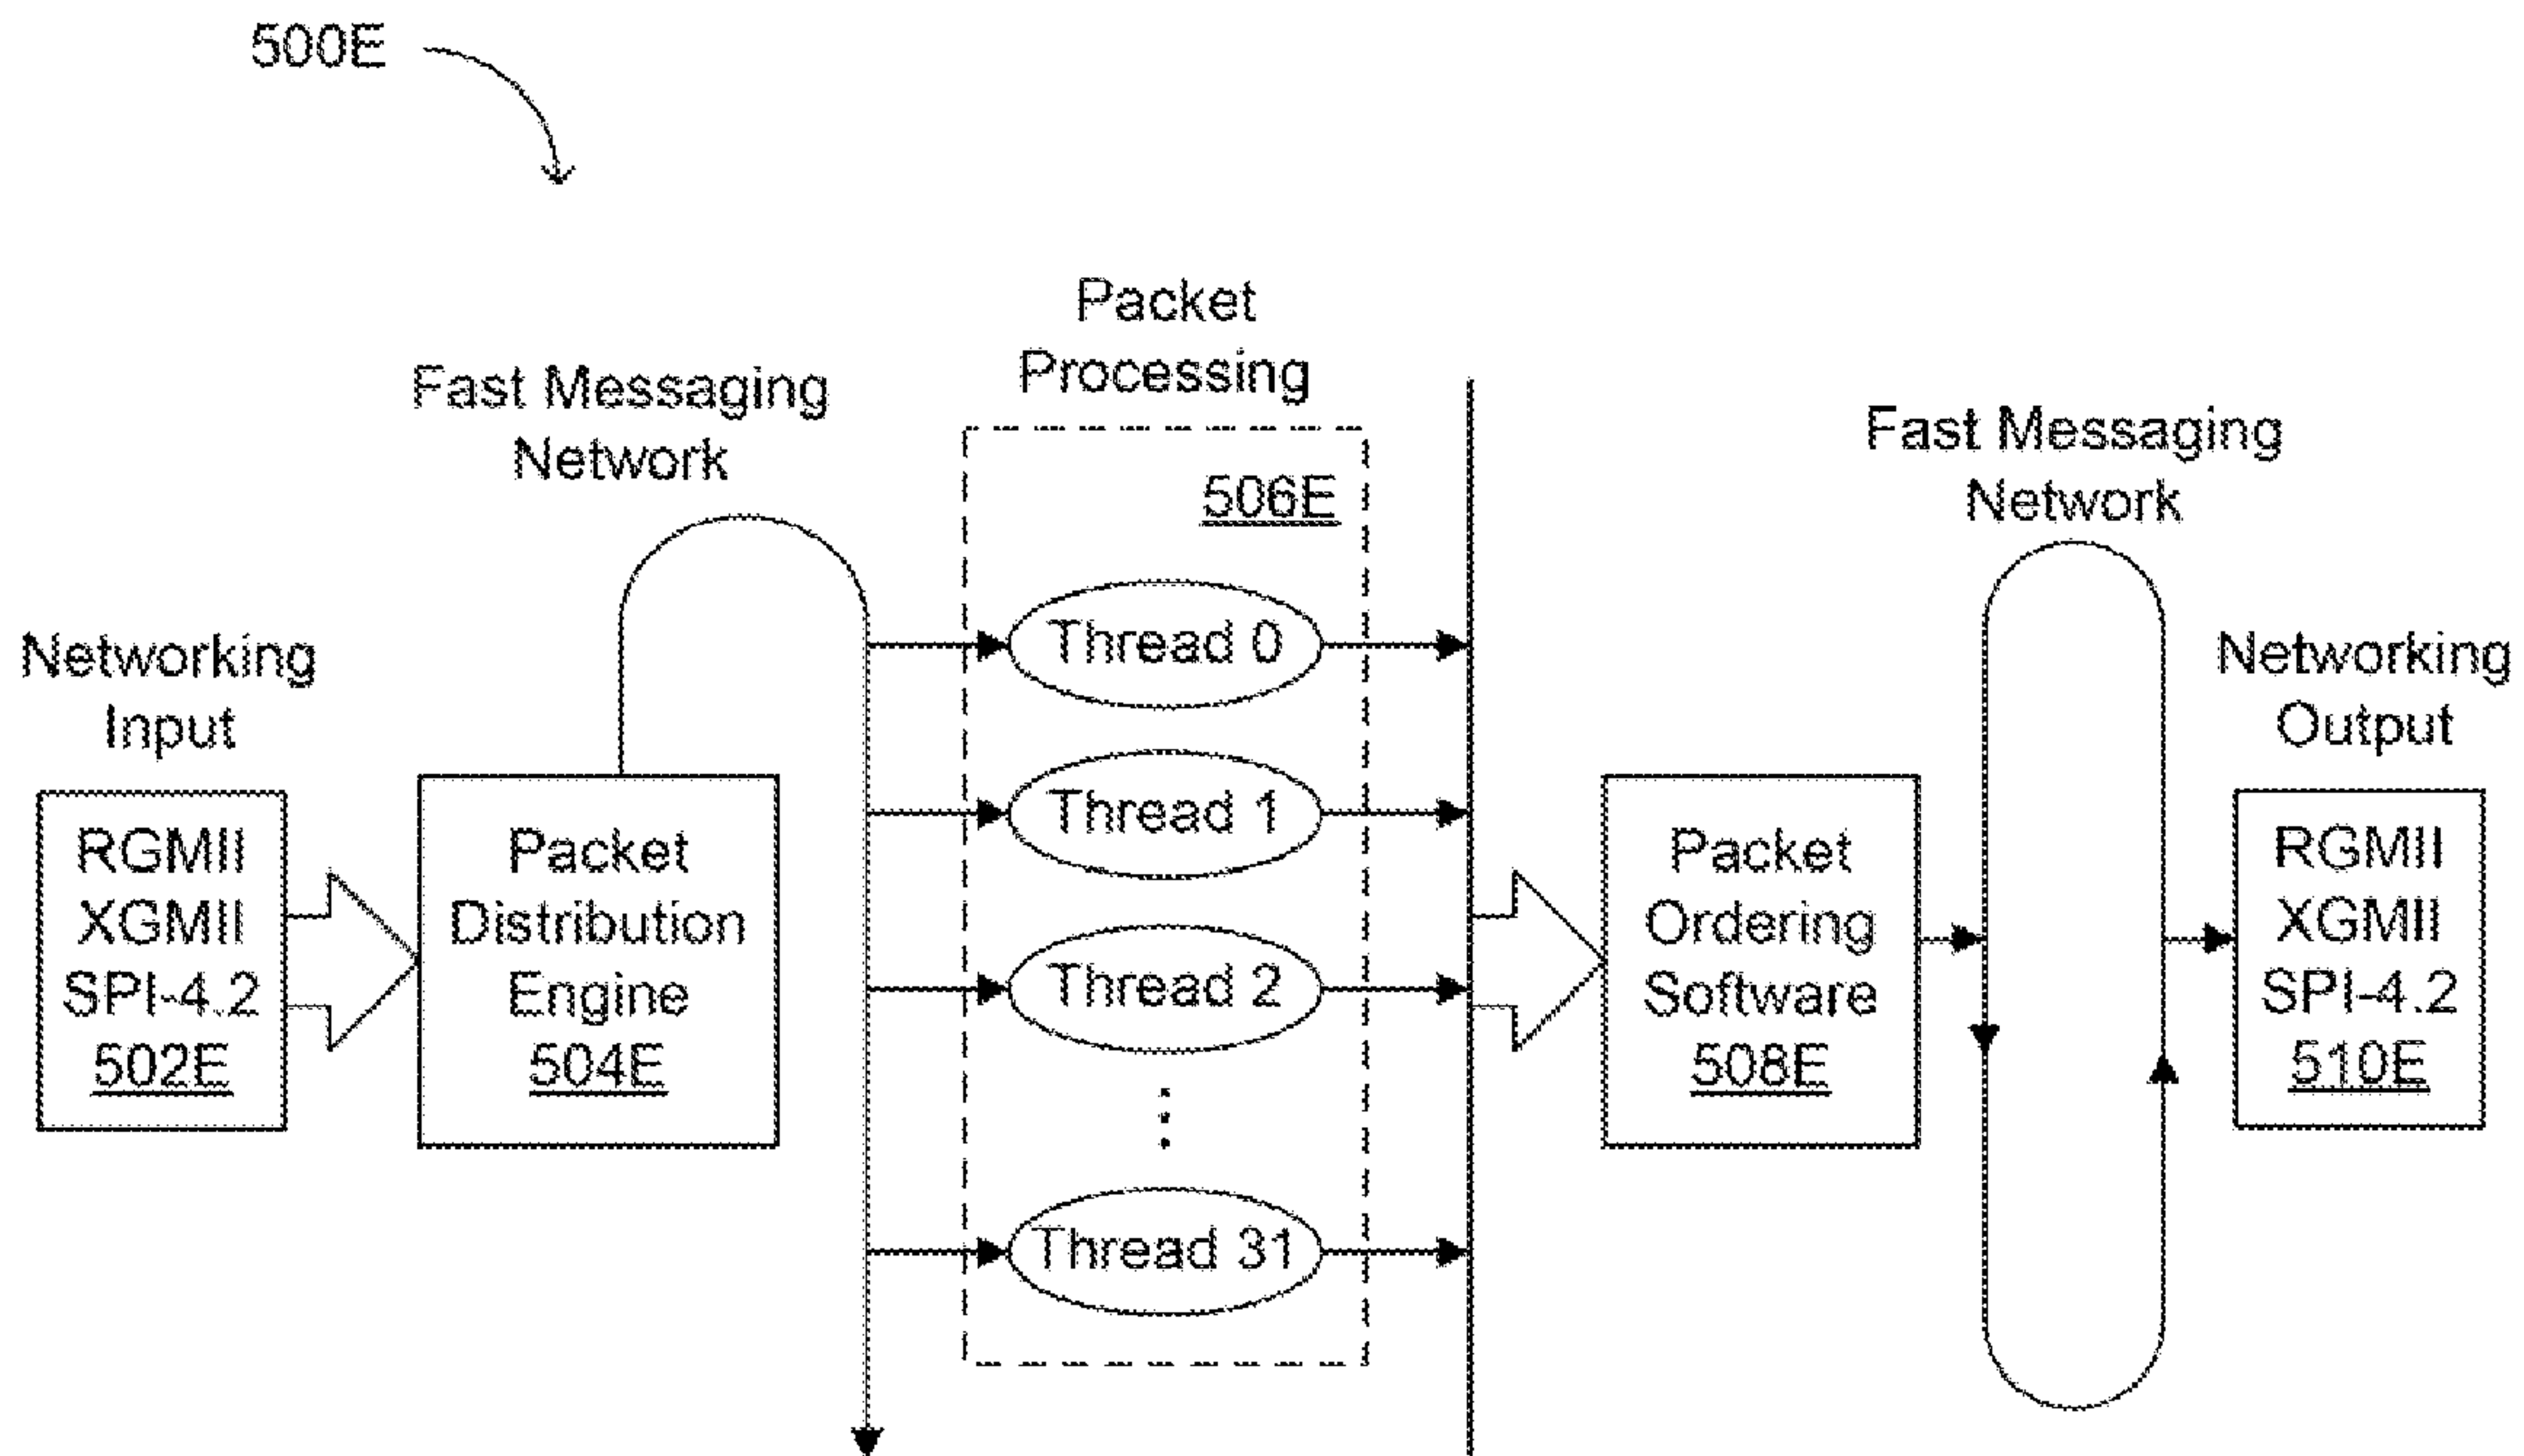 500E
Networking
Input
RGMII
XGMII
SPI-4.2
502E
Packet
Distribution
Engine
504E
Fast Messaging
Network
Packet
Processing
506E
Thread 0
Thread 1
Thread 2
Thread 31
Packet
Ordering
Software
508E
Fast Messaging
Network
Networking
Output
RGMII
XGMII
SPI-4.2
510E